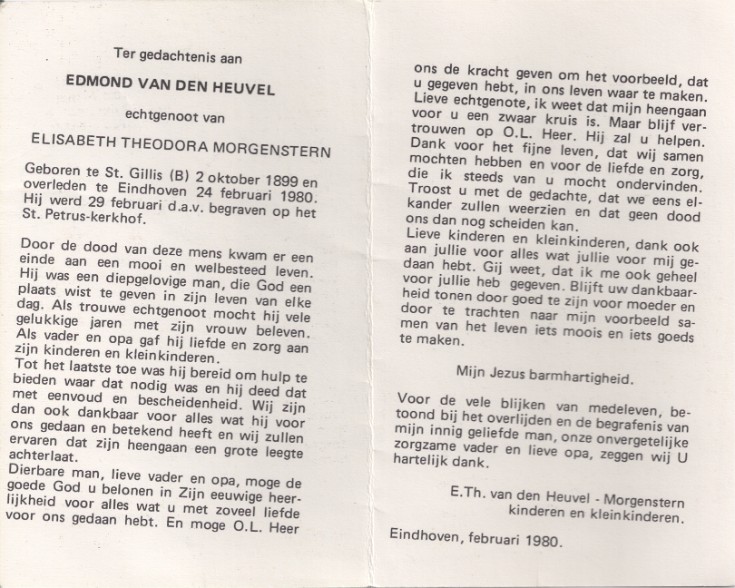 Ter gedachtenis aan
EDMOND VAN DEN HEUVEL
echtgenoot van
ELISABETH THEODORA MORGENSTERN
Geboren te St. Gillis (B) 2 oktober 1899 en
overleden te Eindhoven 24 februari 1980.
Hij werd 29 februari d.a.v. begraven op het
St. Petrus-kerkhof.
Door de dood van deze mens kwam er een
einde aan een mooi en welbesteed leven.
Hij was een diepgelovige man, die God een
plaats wist te geven in zijn leven van elke
dag. Als trouwe echtgenoot mocht hij vele
gelukkige jaren met zijn vrouw beleven.
Als vader en opa gaf hij liefde en zorg aan
zijn kinderen en kleinkinderen.
Tot het laatste toe was hij bereid om hulp te
bieden waar dat nodig was en hij deed dat
met eenvoud en bescheidenheid. Wij zijn
dan ook dankbaar voor alles wat hij voor
ons gedaan en betekend heeft en wij zullen
ervaren dat zijn heengaan een grote leegte
achterlaat.
Dierbare man, lieve vader en opa, moge de
goede God u belonen in Zijn eeuwige heer-
lijkheid voor alles wat u met zoveel liefde
voor ons gedaan hebt. En moge O.L. Heer
ons de kracht geven om het voorbeeld, dat
u gegeven hebt, in ons leven waar te maken.
Lieve echtgenote, ik weet dat mijn heengaan
voor u een zwaar kruis is. Maar blijf ver-
trouwen op O.L. Heer. Hij zal u helpen.
Dank voor het fijne leven, dat wij samen
mochten hebben en voor de liefde en zorg,
die ik steeds van u mocht ondervinden.
Troost u met de gedachte, dat we eens el-
kander zullen weerzien en dat geen dood
ons dan nog scheiden kan.
Lieve kinderen en kleinkinderen, dank ook
aan jullie voor alles wat jullie voor mij ge-
daan hebt. Gij weet, dat ik me ook geheel
voor jullie heb gegeven. Blijft uw dankbaar-
heid tonen door goed te zijn voor moeder en
door te trachten naar mijn voorbeeld sa-
men van het leven iets moois en iets goeds
te maken.
Mijn Jezus barmhartigheid.
Voor de vele blijken van medeleven, be-
toond bij het overlijden en de begrafenis van
mijn innig geliefde man, onze onvergetelijke
zorgzame vader en lieve opa, zeggen wij U
hartelijk dank.
E.Th. van den Heuvel - Morgenstern
kinderen en kleinkinderen.
Eindhoven, februari 1980.